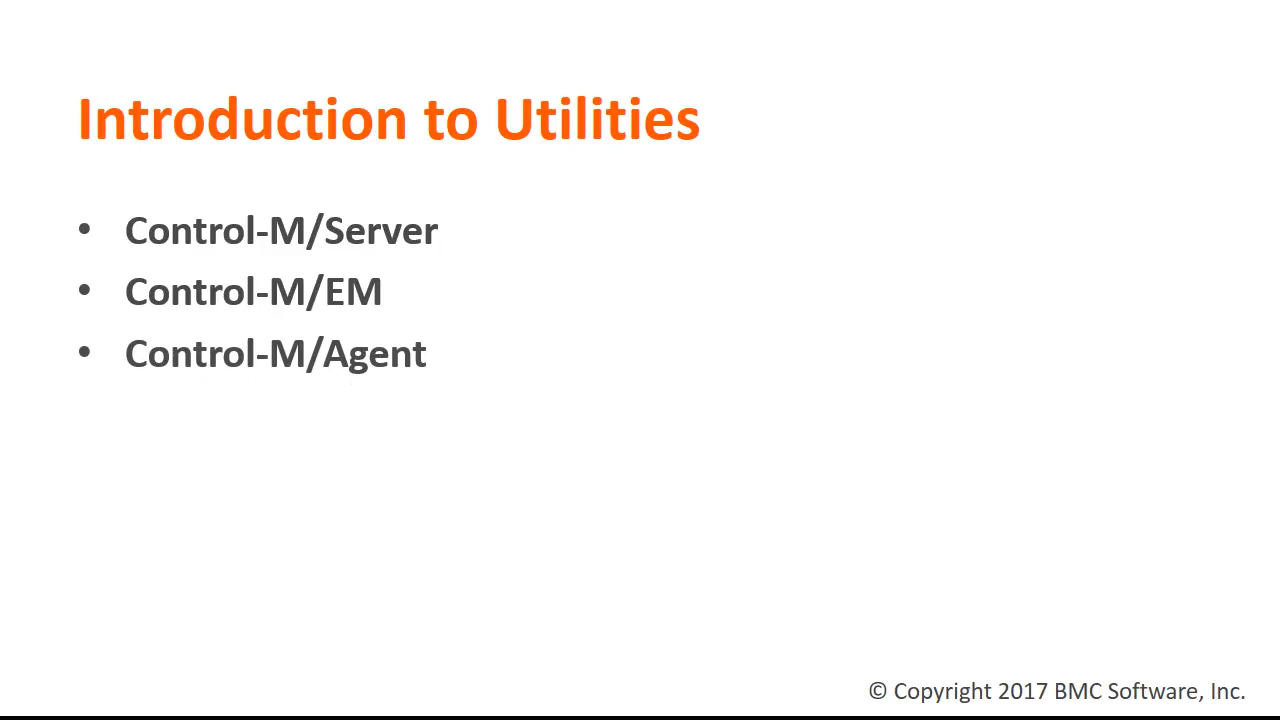 Introduction to Utilities
• Control-M/Server
• Control-M/EM
• Control-M/Agent
© Copyright 2017 BMC Software, Inc.